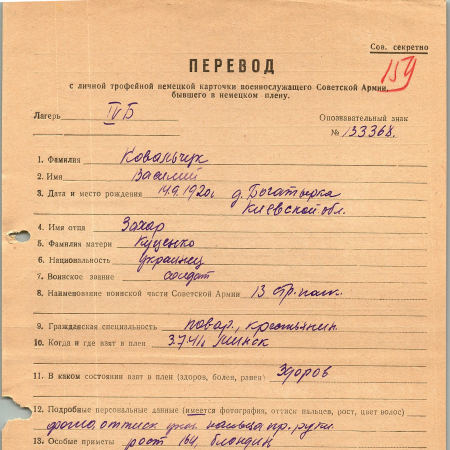 Сов. секретно
159
ПЕРЕВОД
с личной трофейной немецкой карточки военнослужащего Советской Армии,
бывшего в немецком плену.
Лагерь IVБ
Опознавательный знак
№ 133368.
1. Фамилия Ковальчук
2. Имя Василий
3. Дата и место рождения 14.9.1920г. д. Богатырка
Киевской обл.
4. Имя отца Захар
5. Фамилия матери Куценко
6. Национальность украинец
7. Воинское звание солдат
8. Наименование воинской части Советской Армии 13 стр. полк.
9. Гражданская специальность повар, крестьянин
10. Когда и где взят в плен 3.7.41г. Минск
11. В каком состоянии взят в плен (здоров, болен, ранен) Здоров
12. Подробные персональные данные (имеется фотография, оттиск пальцев, рост, цвет волос)
фото, оттиск указ. пальца пр. руки
13. Особые приметы рост 164, блондин